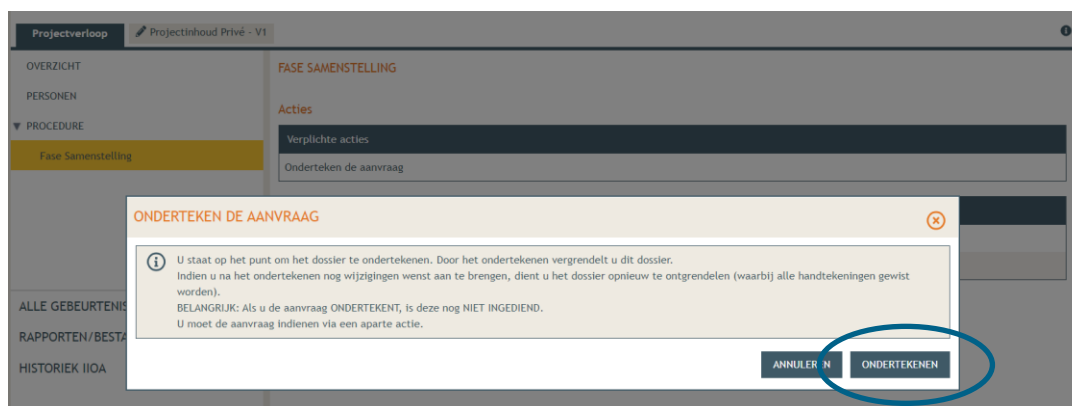 Projectverloop
Projectinhoud Privé - V1
OVERZICHT
PERSONEN
PROCEDURE
Fase Samenstelling
FASE SAMENSTELLING
Acties
Verplichte acties
Onderteken de aanvraag
ONDERTEKEN DE AANVRAAG
U staat op het punt om het dossier te ondertekenen. Door het ondertekenen vergrendelt u dit dossier.
Indien u na het ondertekenen nog wijzigingen wenst aan te brengen, dient u het dossier opnieuw te ontgrendelen (waarbij alle handtekeningen gewist
worden).
BELANGRIJK: Als u de aanvraag ONDERTEKENT, is deze nog NIET INGEDIEND.
U moet de aanvraag indienen via een aparte actie.
ANNULEREN
ONDERTEKENEN
ALLE GEBEURTENIS
RAPPORTEN/BESTA
HISTORIEK IIOA